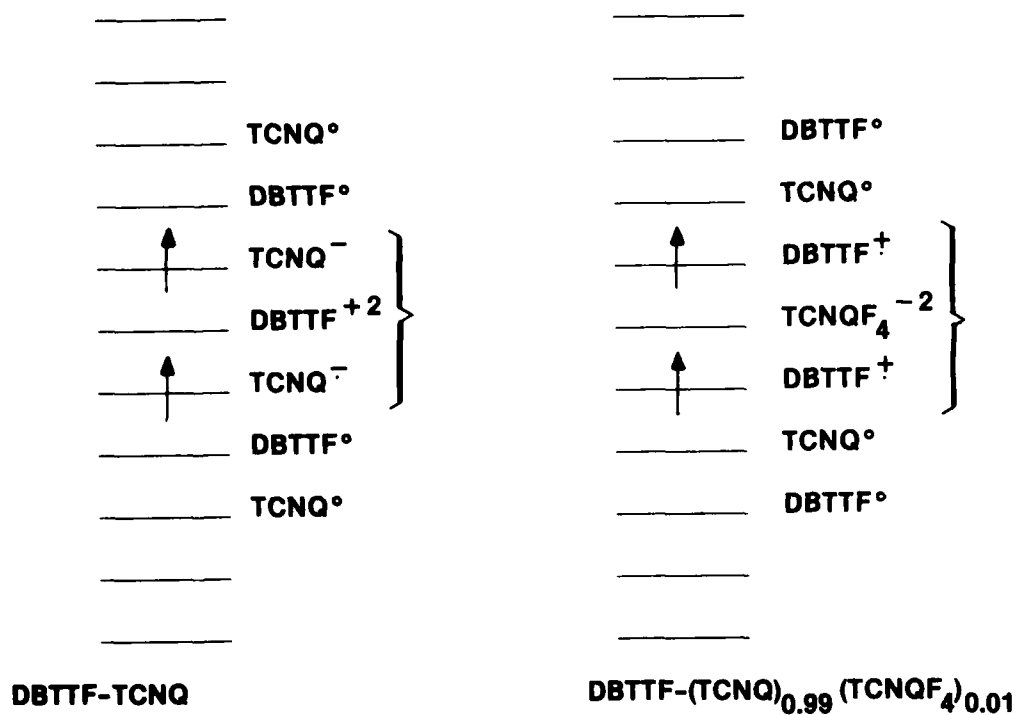 TCNQ°
DBTTF°
TCNQ⁻
DBTTF⁺²
TCNQ⁻̇
DBTTF°
TCNQ°
DBTTF-TCNQ
DBTTF°
TCNQ°
DBTTF⁺̣
TCNQF₄⁻²
DBTTF⁺̣
TCNQ°
DBTTF°
DBTTF-(TCNQ)₀.₉₉ (TCNQF₄)₀.₀₁